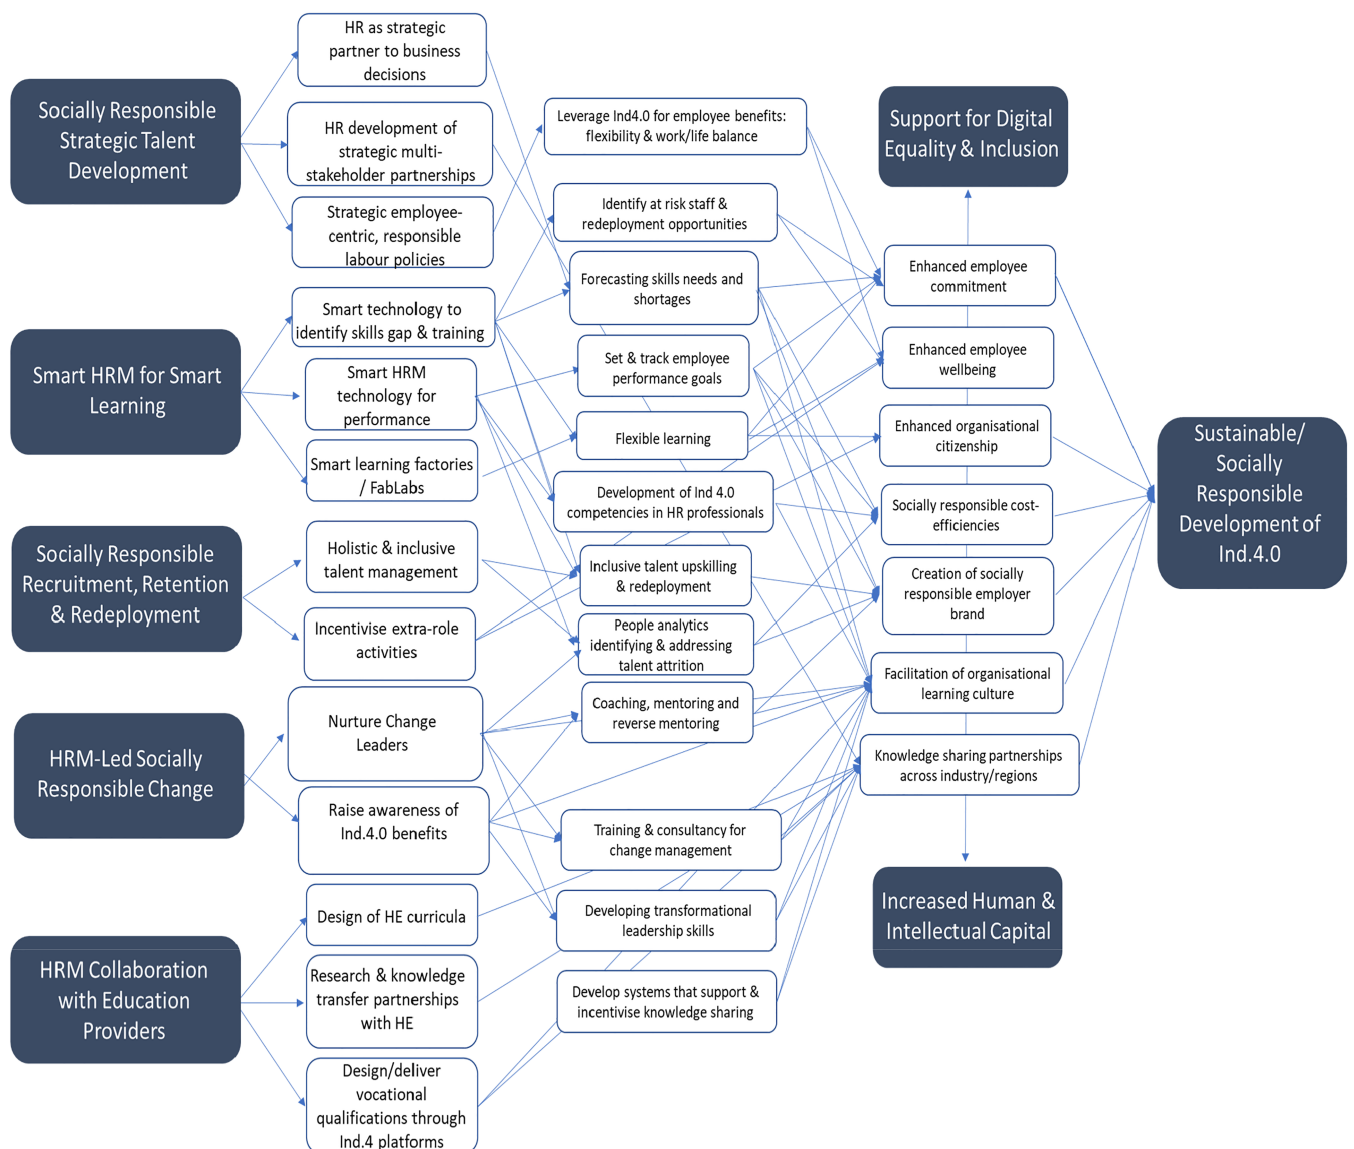 Socially Responsible
Strategic Talent
Development
Smart HRM for Smart
Learning
Socially Responsible
Recruitment, Retention
& Redeployment
HRM-Led Socially
Responsible Change
HRM Collaboration
with Education
Providers
HR as strategic
partner to business
decisions
HR development of
strategic multi-
stakeholder partnerships
Strategic employee-
centric, responsible
labour policies
Smart technology to
identify skills gap & training
Smart HRM
technology for
performance
Smart learning factories
/ FabLabs
Holistic & inclusive
talent management
Incentivise extra-role
activities
Nurture Change
Leaders
Raise awareness of
Ind.4.0 benefits
Design of HE curricula
Research & knowledge
transfer partnerships
with HE
Design/deliver
vocational
qualifications through
Ind.4 platforms
Leverage Ind4.0 for employee benefits:
flexibility & work/life balance
Identify at risk staff &
redeployment opportunities
Forecasting skills needs and
shortages
Set & track employee
performance goals
Flexible learning
Development of Ind 4.0
competencies in HR professionals
Inclusive talent upskilling
& redeployment
People analytics
identifying & addressing
talent attrition
Coaching, mentoring and
reverse mentoring
Training & consultancy for
change management
Developing transformational
leadership skills
Develop systems that support &
incentivise knowledge sharing
Support for Digital
Equality & Inclusion
Enhanced employee
commitment
Enhanced employee
wellbeing
Enhanced organisational
citizenship
Socially responsible cost-
efficiencies
Creation of socially
responsible employer
brand
Facilitation of organisational
learning culture
Knowledge sharing partnerships
across industry/regions
Increased Human &
Intellectual Capital
Sustainable/
Socially
Responsible
Development of
Ind.4.0